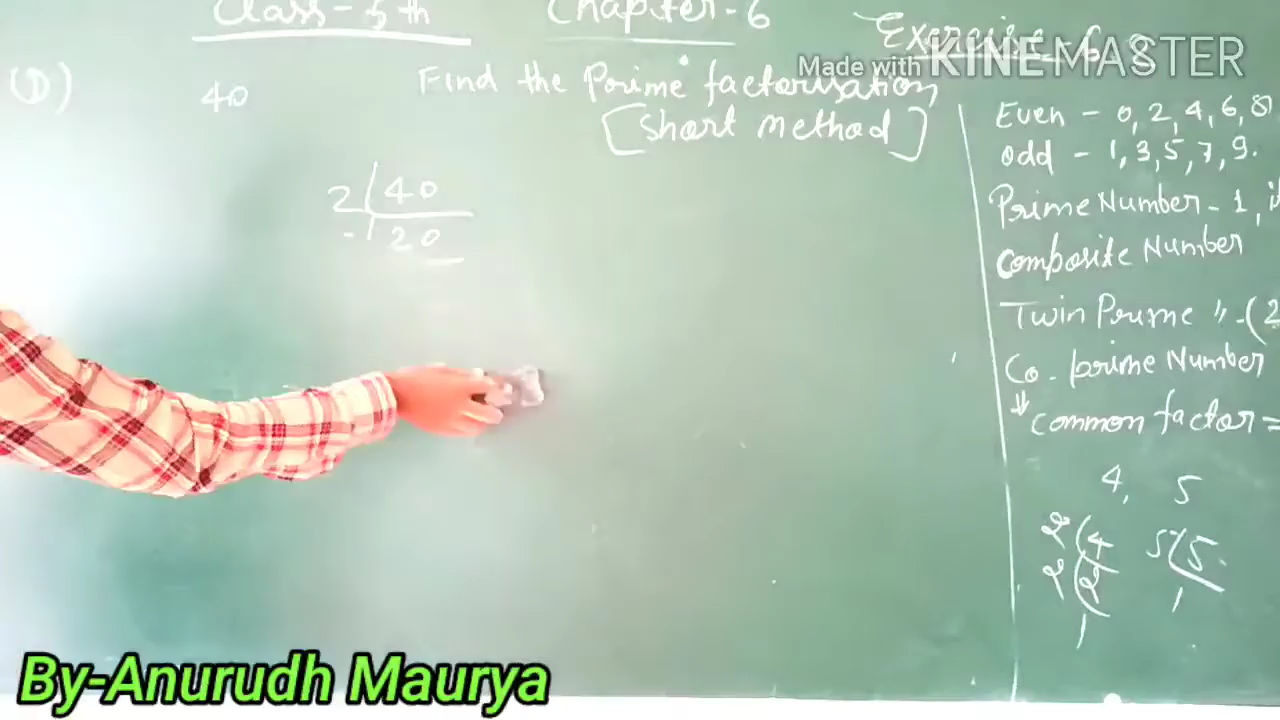 Class - 5th Chapter - 6
Exercise 6
Made with KINEMASTER
(D) 40 Find the Prime factorisation
[Short method]
2 40
20
Even - 0, 2, 4, 6, 8
Odd - 1, 3, 5, 7, 9.
Prime Number - 1,
Composite Number
Twin Prime " - (2
Co - prime Number
Common factor =
4, 5
2 4 5 5
2 2 1
1
By-Anurudh Maurya